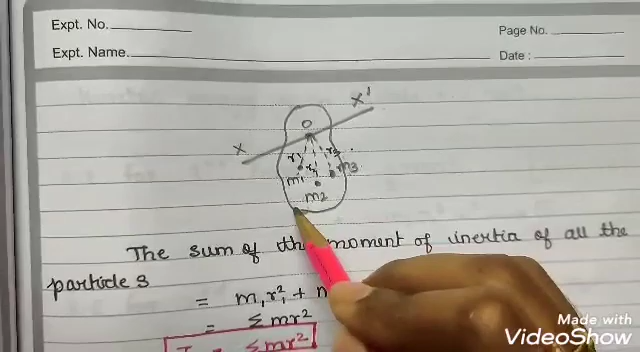 Expt. No.
Page No.
Expt. Name
Date :
X'
O
X
r1 r2 r3
m1 m3
m2
The sum of the moment of inertia of all the
particles
= m1r1² +
= Σmr²
I = Σmr²
Made with
VideoShow